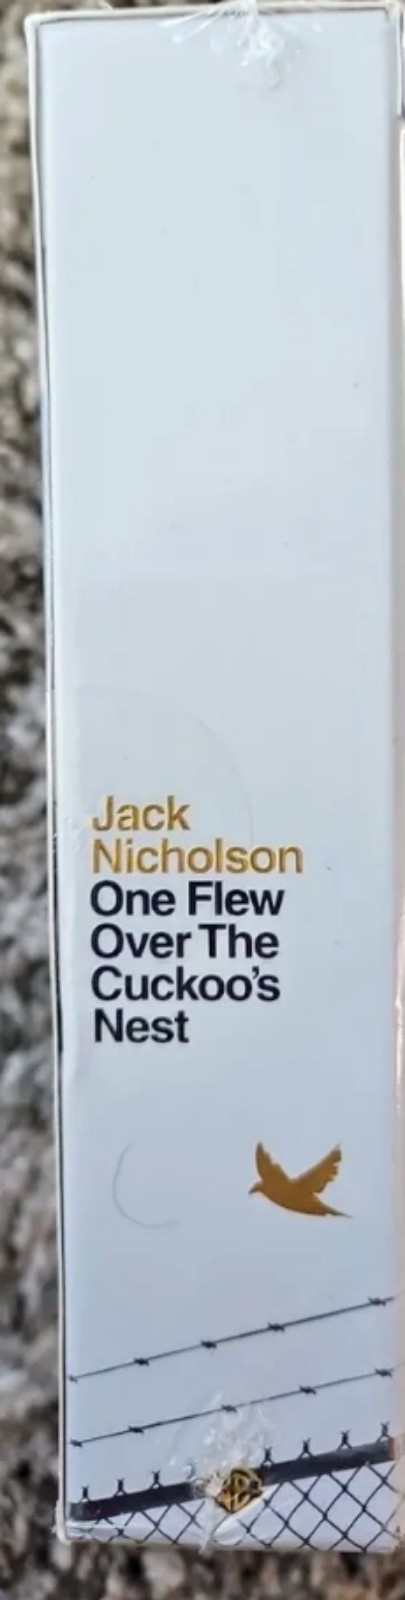 Jack
Nicholson
One Flew
Over The
Cuckoo's
Nest